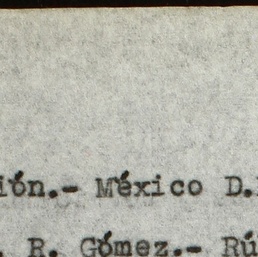 ión.- México D.
. R. Gómez.- Rú